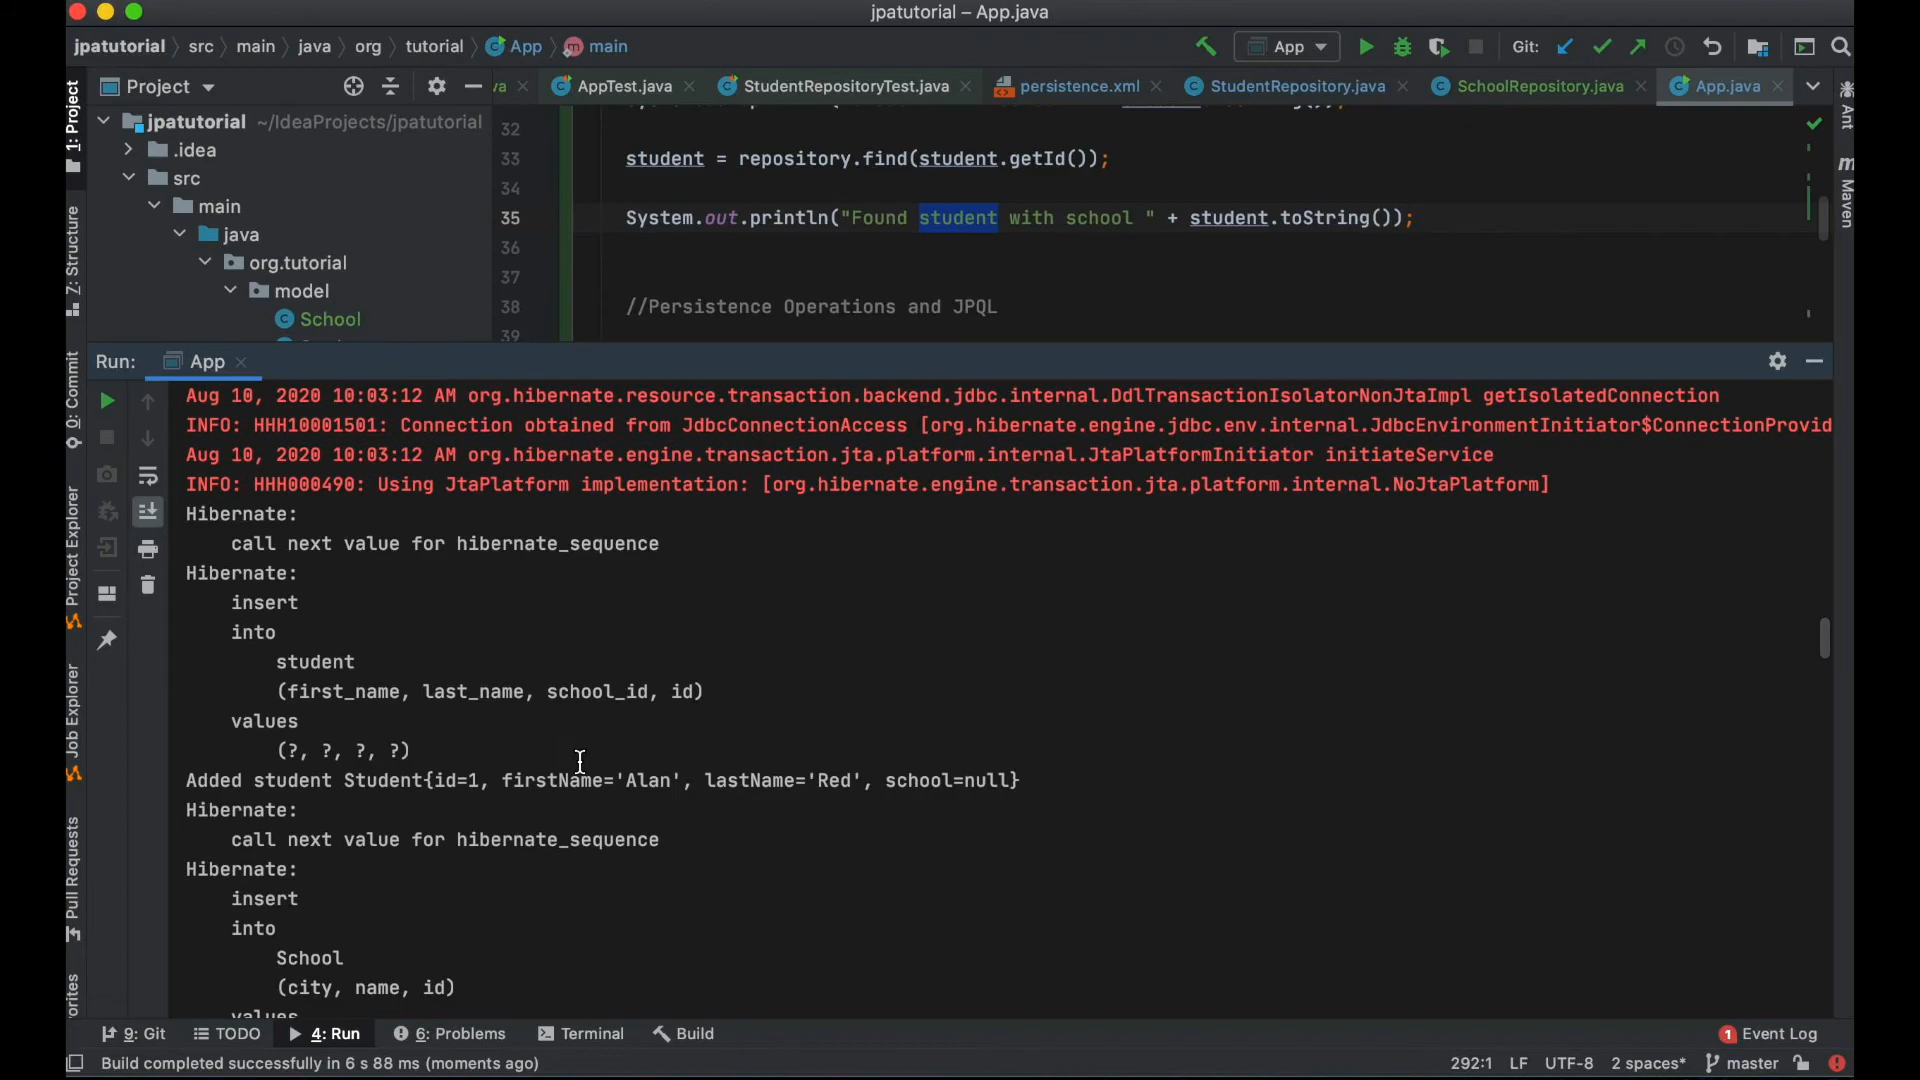 jpatutorial – App.java
jpatutorial src main java org tutorial App main
App Git:
Project
va AppTest.java StudentRepositoryTest.java persistence.xml StudentRepository.java SchoolRepository.java App.java
jpatutorial ~/IdeaProjects/jpatutorial
.idea
src
main
java
org.tutorial
model
School
32
33 student = repository.find(student.getId());
34
35 System.out.println("Found student with school " + student.toString());
36
37
38 //Persistence Operations and JPQL
39
1: Project
7: Structure
0: Commit
Project Explorer
Job Explorer
Pull Requests
orites
Ant
m
Maven
Run: App
Aug 10, 2020 10:03:12 AM org.hibernate.resource.transaction.backend.jdbc.internal.DdlTransactionIsolatorNonJtaImpl getIsolatedConnection
INFO: HHH10001501: Connection obtained from JdbcConnectionAccess [org.hibernate.engine.jdbc.env.internal.JdbcEnvironmentInitiator$ConnectionProvid
Aug 10, 2020 10:03:12 AM org.hibernate.engine.transaction.jta.platform.internal.JtaPlatformInitiator initiateService
INFO: HHH000490: Using JtaPlatform implementation: [org.hibernate.engine.transaction.jta.platform.internal.NoJtaPlatform]
Hibernate:
call next value for hibernate_sequence
Hibernate:
insert
into
student
(first_name, last_name, school_id, id)
values
(?, ?, ?, ?)
Added student Student{id=1, firstName='Alan', lastName='Red', school=null}
Hibernate:
call next value for hibernate_sequence
Hibernate:
insert
into
School
(city, name, id)
values
9: Git TODO 4: Run 6: Problems Terminal Build 1 Event Log
Build completed successfully in 6 s 88 ms (moments ago) 292:1 LF UTF-8 2 spaces* master